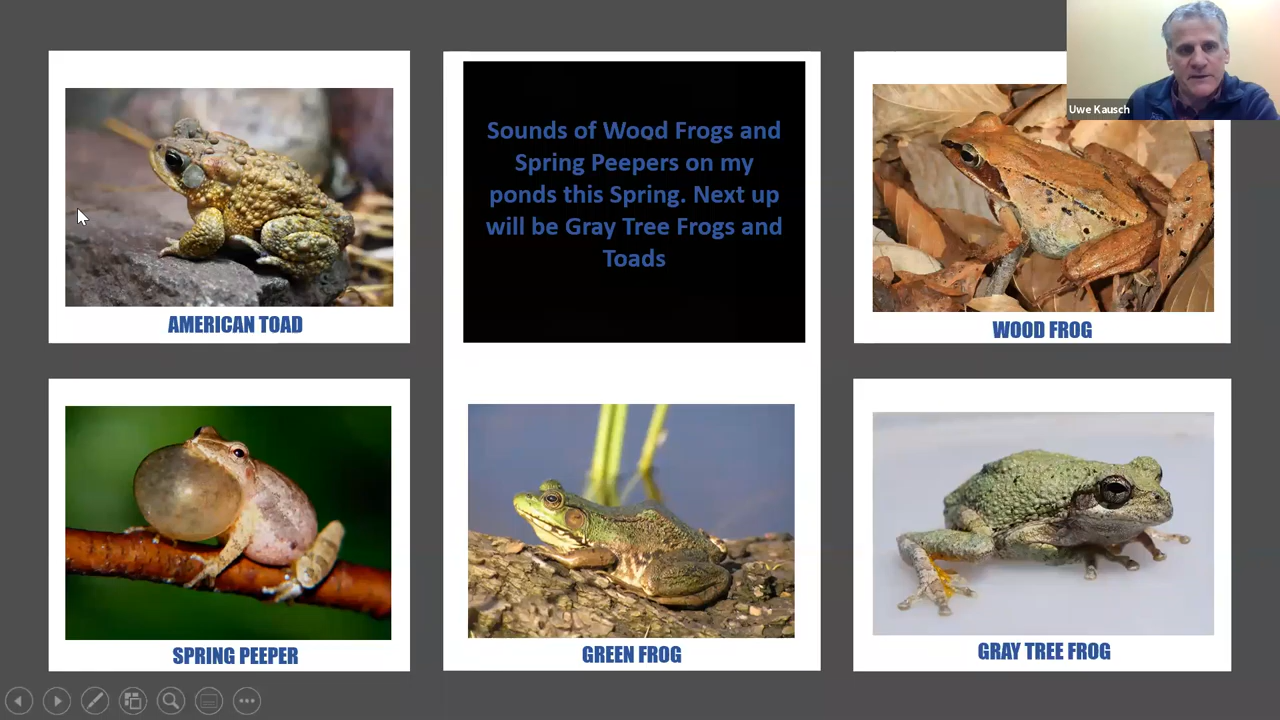 Uwe Kausch
Sounds of Wood Frogs and
Spring Peepers on my
ponds this Spring. Next up
will be Gray Tree Frogs and
Toads
AMERICAN TOAD
WOOD FROG
SPRING PEEPER
GREEN FROG
GRAY TREE FROG